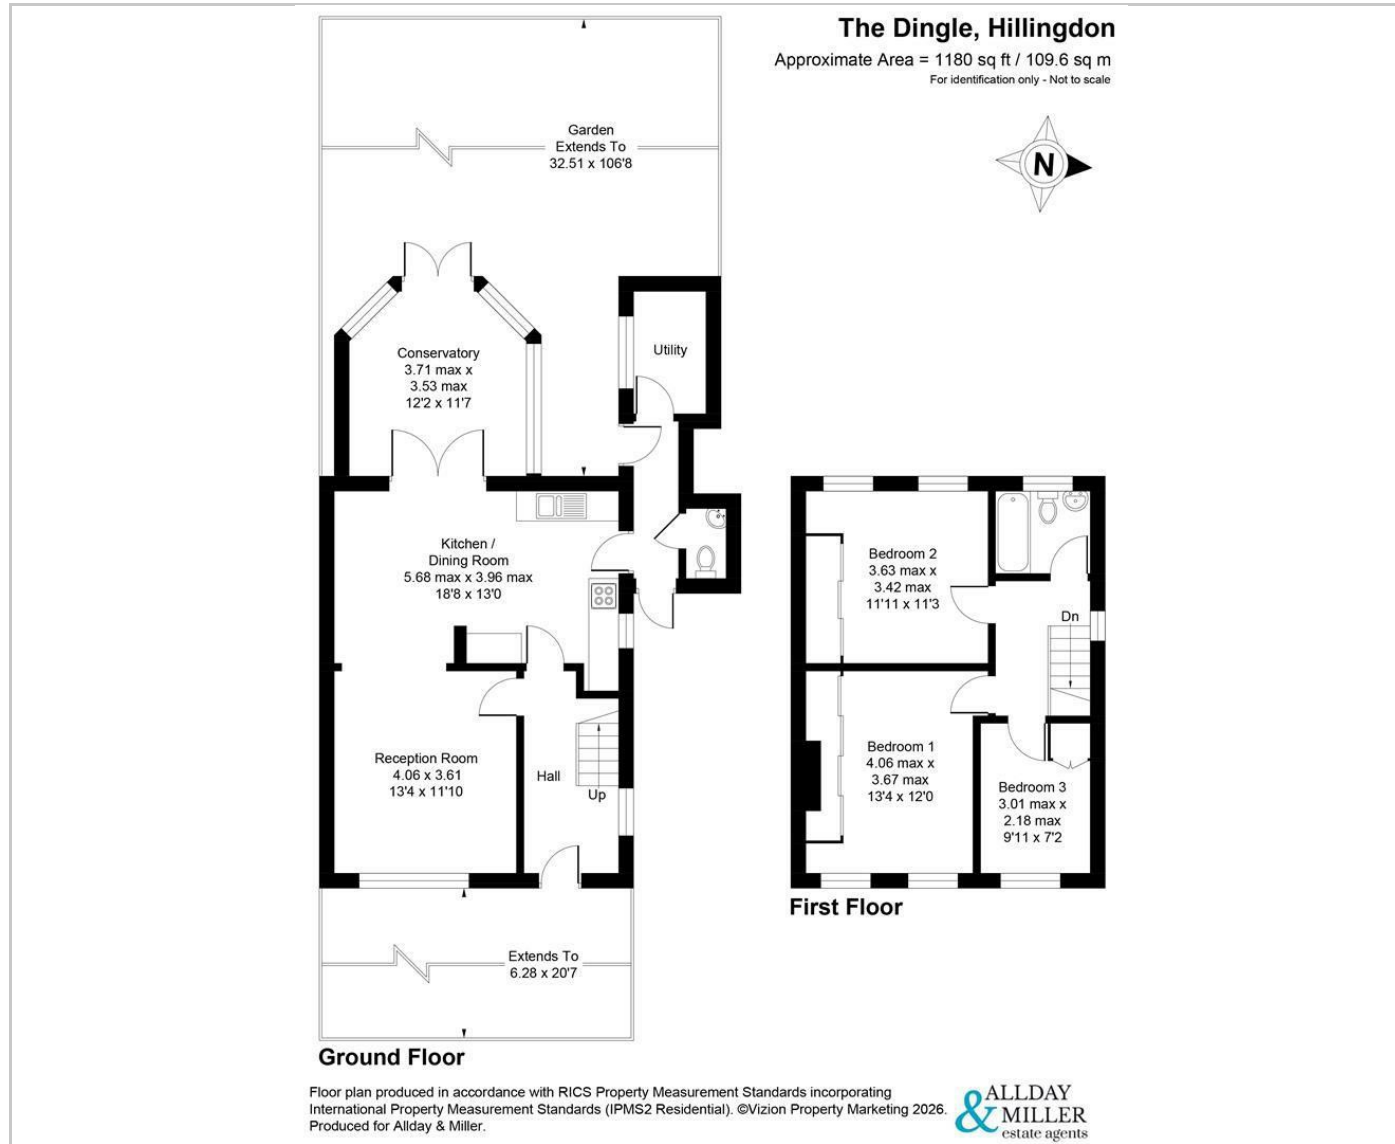 The Dingle, Hillingdon
Approximate Area = 1180 sq ft / 109.6 sq m
For identification only - Not to scale
N
Garden
Extends To
32.51 x 106'8
Utility
Conservatory
3.71 max x
3.53 max
12'2 x 11'7
Kitchen /
Dining Room
5.68 max x 3.96 max
18'8 x 13'0
Reception Room
4.06 x 3.61
13'4 x 11'10
Hall
Up
Extends To
6.28 x 20'7
Ground Floor
Bedroom 2
3.63 max x
3.42 max
11'11 x 11'3
Dn
Bedroom 1
4.06 max x
3.67 max
13'4 x 12'0
Bedroom 3
3.01 max x
2.18 max
9'11 x 7'2
First Floor
Floor plan produced in accordance with RICS Property Measurement Standards incorporating
International Property Measurement Standards (IPMS2 Residential). ©Vizion Property Marketing 2026.
Produced for Allday & Miller.
ALLDAY
& MILLER
estate agents